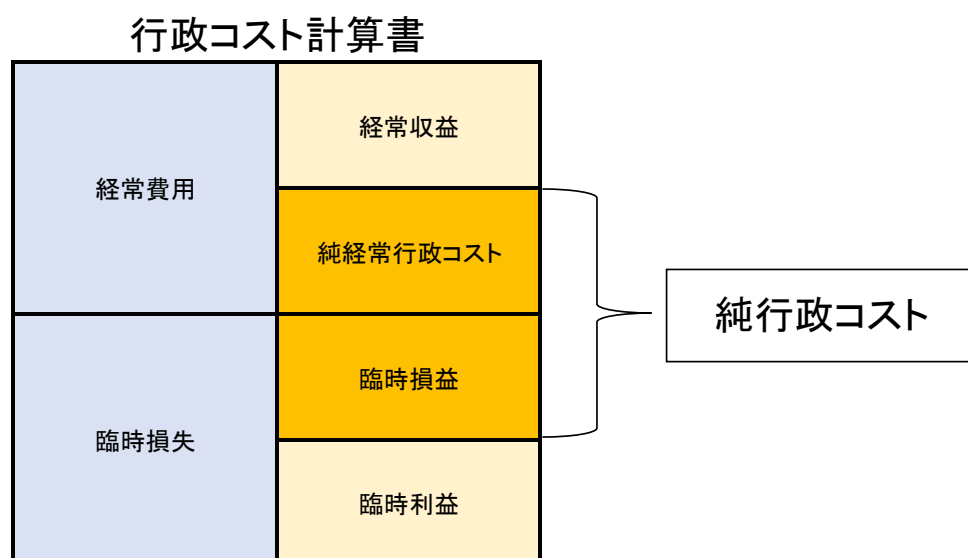 行政コスト計算書
経常費用
経常収益
純経常行政コスト
純行政コスト
臨時損失
臨時損益
臨時利益